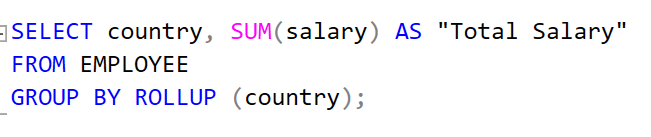 SELECT country, SUM(salary) AS "Total Salary"
FROM EMPLOYEE
GROUP BY ROLLUP (country);